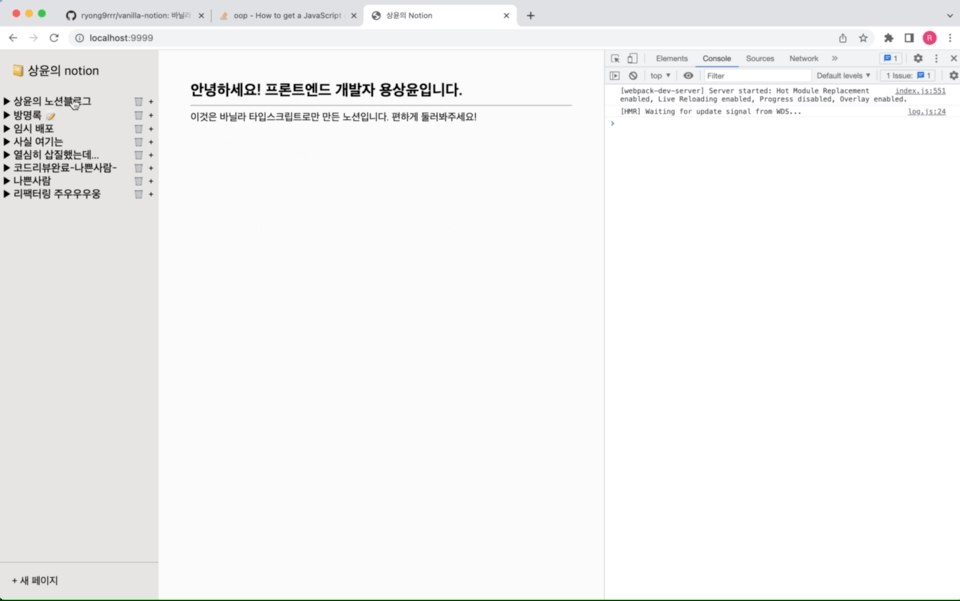 ryong9rrr/vanilla-notion: 바닐라
oop - How to get a JavaScript
상윤의 Notion
localhost:9999
R
상윤의 notion
상윤의 노션블로그
방명록
임시 배포
사실 여기는
열심히 삽질했는데...
코드리뷰완료-나쁜사람-
나쁜사람
리팩터링 주우우우웅
+ 새 페이지
안녕하세요! 프론트엔드 개발자 용상윤입니다.
이것은 바닐라 타입스크립트로만 만든 노션입니다. 편하게 둘러봐주세요!
Elements Console Sources Network » 1
top ▼ Filter Default levels ▼ 1 Issue: 1
[webpack-dev-server] Server started: Hot Module Replacement index.js:551
enabled, Live Reloading enabled, Progress disabled, Overlay enabled.
[HMR] Waiting for update signal from WDS... log.js:24